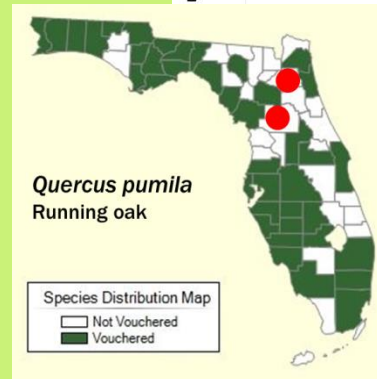 Quercus pumila
Running oak
Species Distribution Map
Not Vouchered
Vouchered